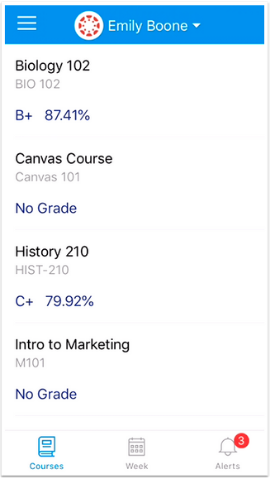 Emily Boone
Biology 102
BIO 102
B+ 87.41%
Canvas Course
Canvas 101
No Grade
History 210
HIST-210
C+ 79.92%
Intro to Marketing
M101
No Grade
3
Courses Week Alerts